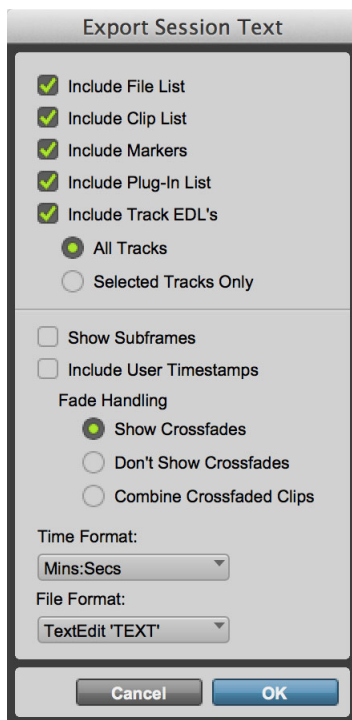 Export Session Text
Include File List
Include Clip List
Include Markers
Include Plug-In List
Include Track EDL's
All Tracks
Selected Tracks Only
Show Subframes
Include User Timestamps
Fade Handling
Show Crossfades
Don't Show Crossfades
Combine Crossfaded Clips
Time Format:
Mins:Secs
File Format:
TextEdit 'TEXT'
Cancel OK